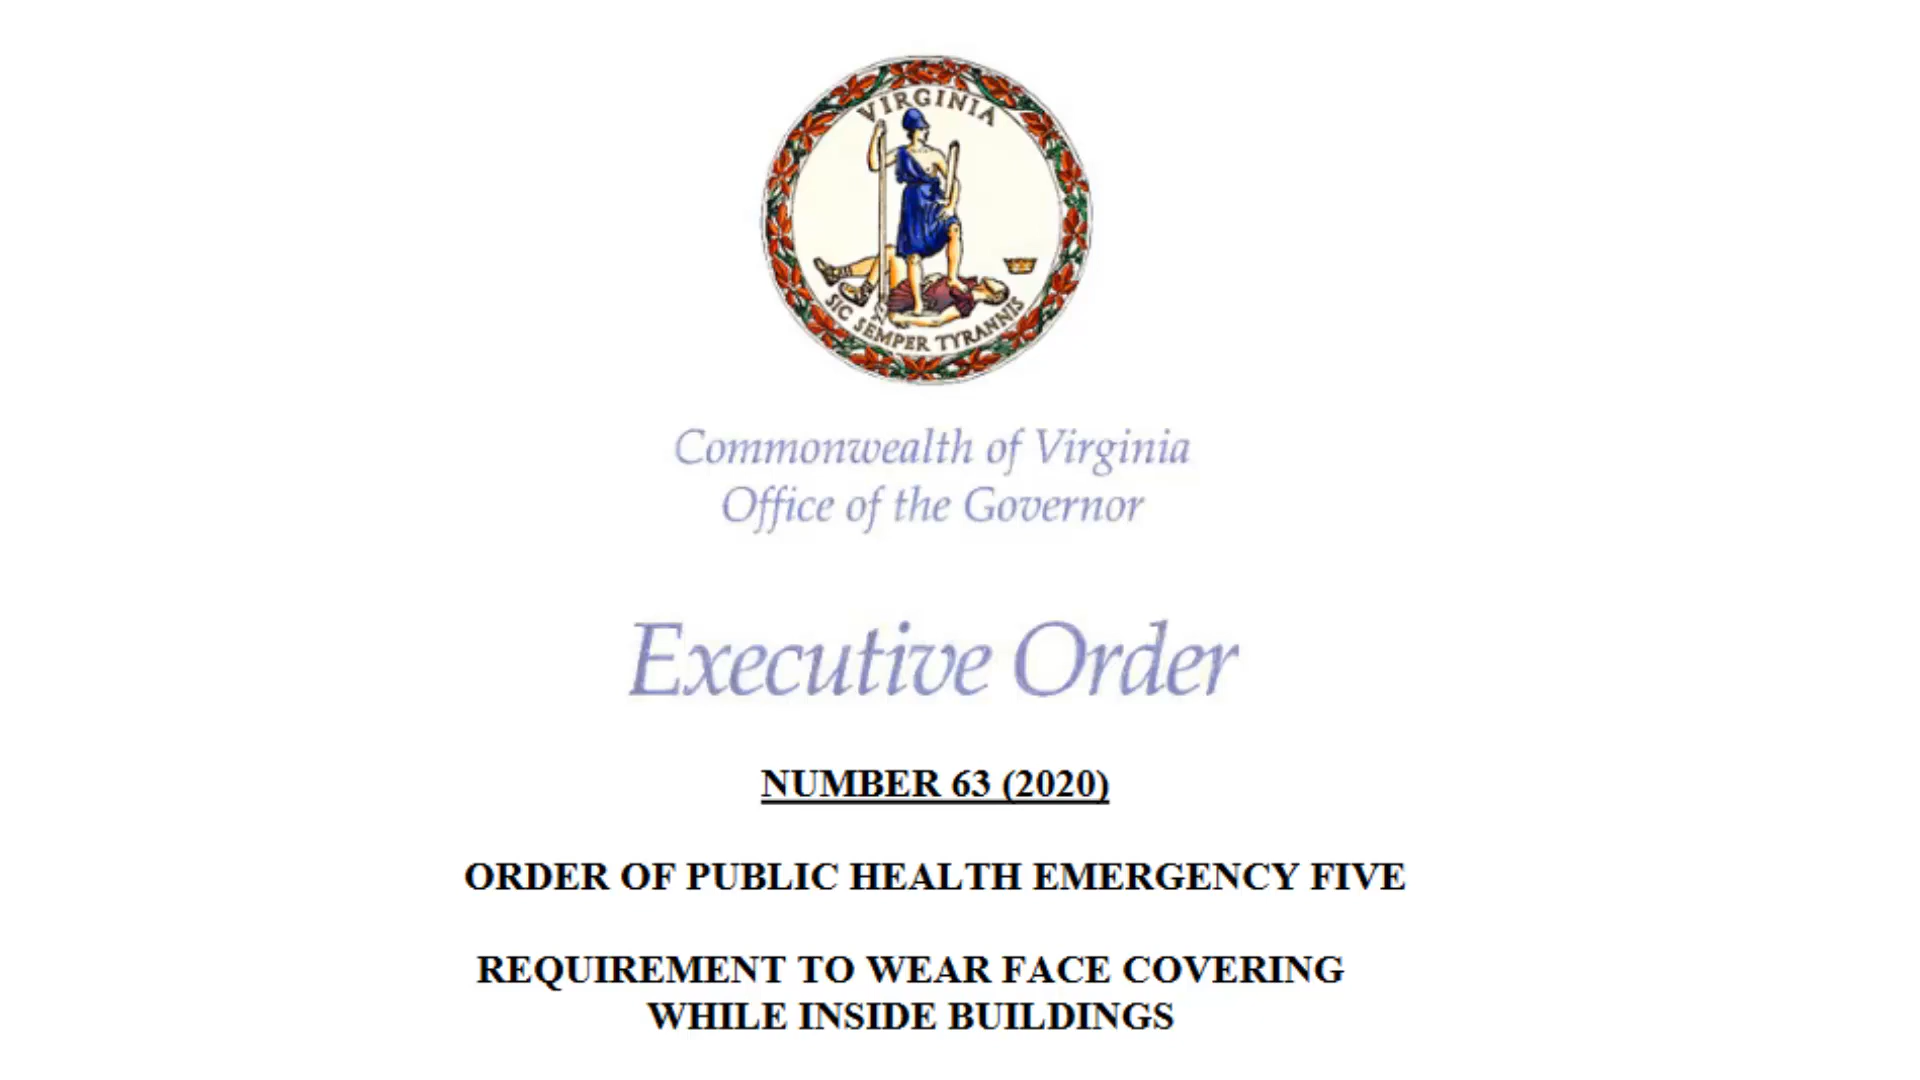 VIRGINIA
SIC SEMPER TYRANNIS
Commonwealth of Virginia
Office of the Governor
Executive Order
NUMBER 63 (2020)
ORDER OF PUBLIC HEALTH EMERGENCY FIVE
REQUIREMENT TO WEAR FACE COVERING
WHILE INSIDE BUILDINGS